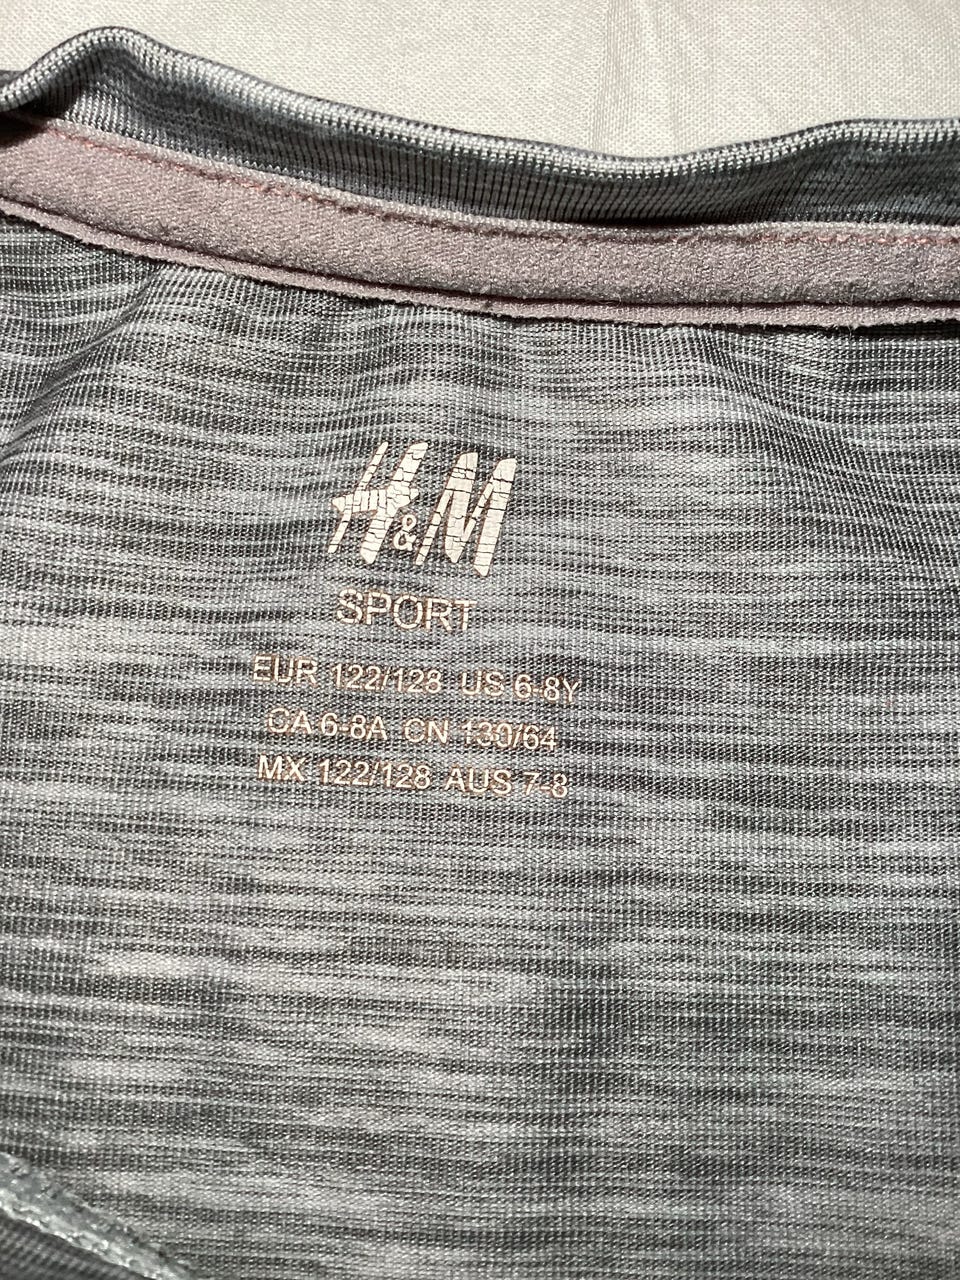 H&M
SPORT
EUR 122/128 US 6-8Y
CA 6-8A CN 130/64
MX 122/128 AUS 7-8